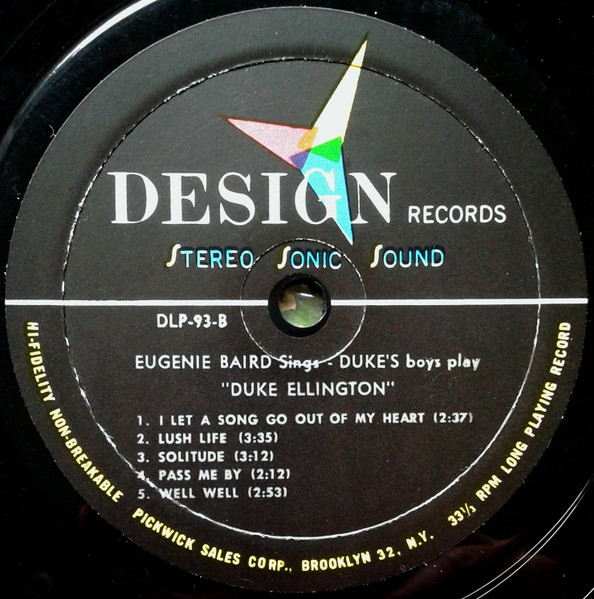 DESIGN RECORDS
STEREO SONIC SOUND
DLP-93-B
EUGENIE BAIRD Sings - DUKE'S boys play
"DUKE ELLINGTON"
1. I LET A SONG GO OUT OF MY HEART (2:37)
2. LUSH LIFE (3:35)
3. SOLITUDE (3:12)
4. PASS ME BY (2:12)
5. WELL WELL (2:53)
HI-FIDELITY NON-BREAKABLE PICKWICK SALES CORP., BROOKLYN 32, N.Y. 33⅓ RPM LONG PLAYING RECORD